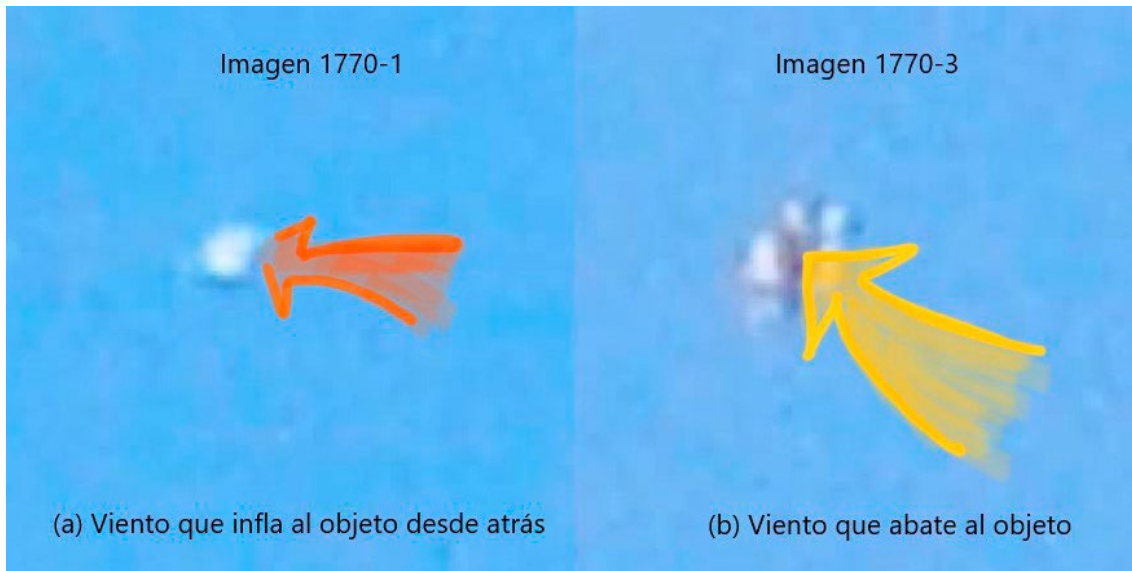 Imagen 1770-1
Imagen 1770-3
(a) Viento que infla al objeto desde atrás
(b) Viento que abate al objeto